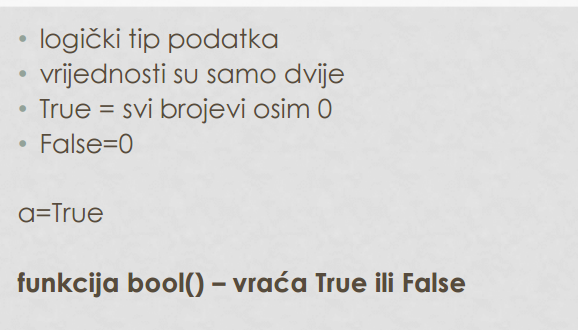 • logički tip podatka
• vrijednosti su samo dvije
• True = svi brojevi osim 0
• False=0
a=True
funkcija bool() – vraća True ili False